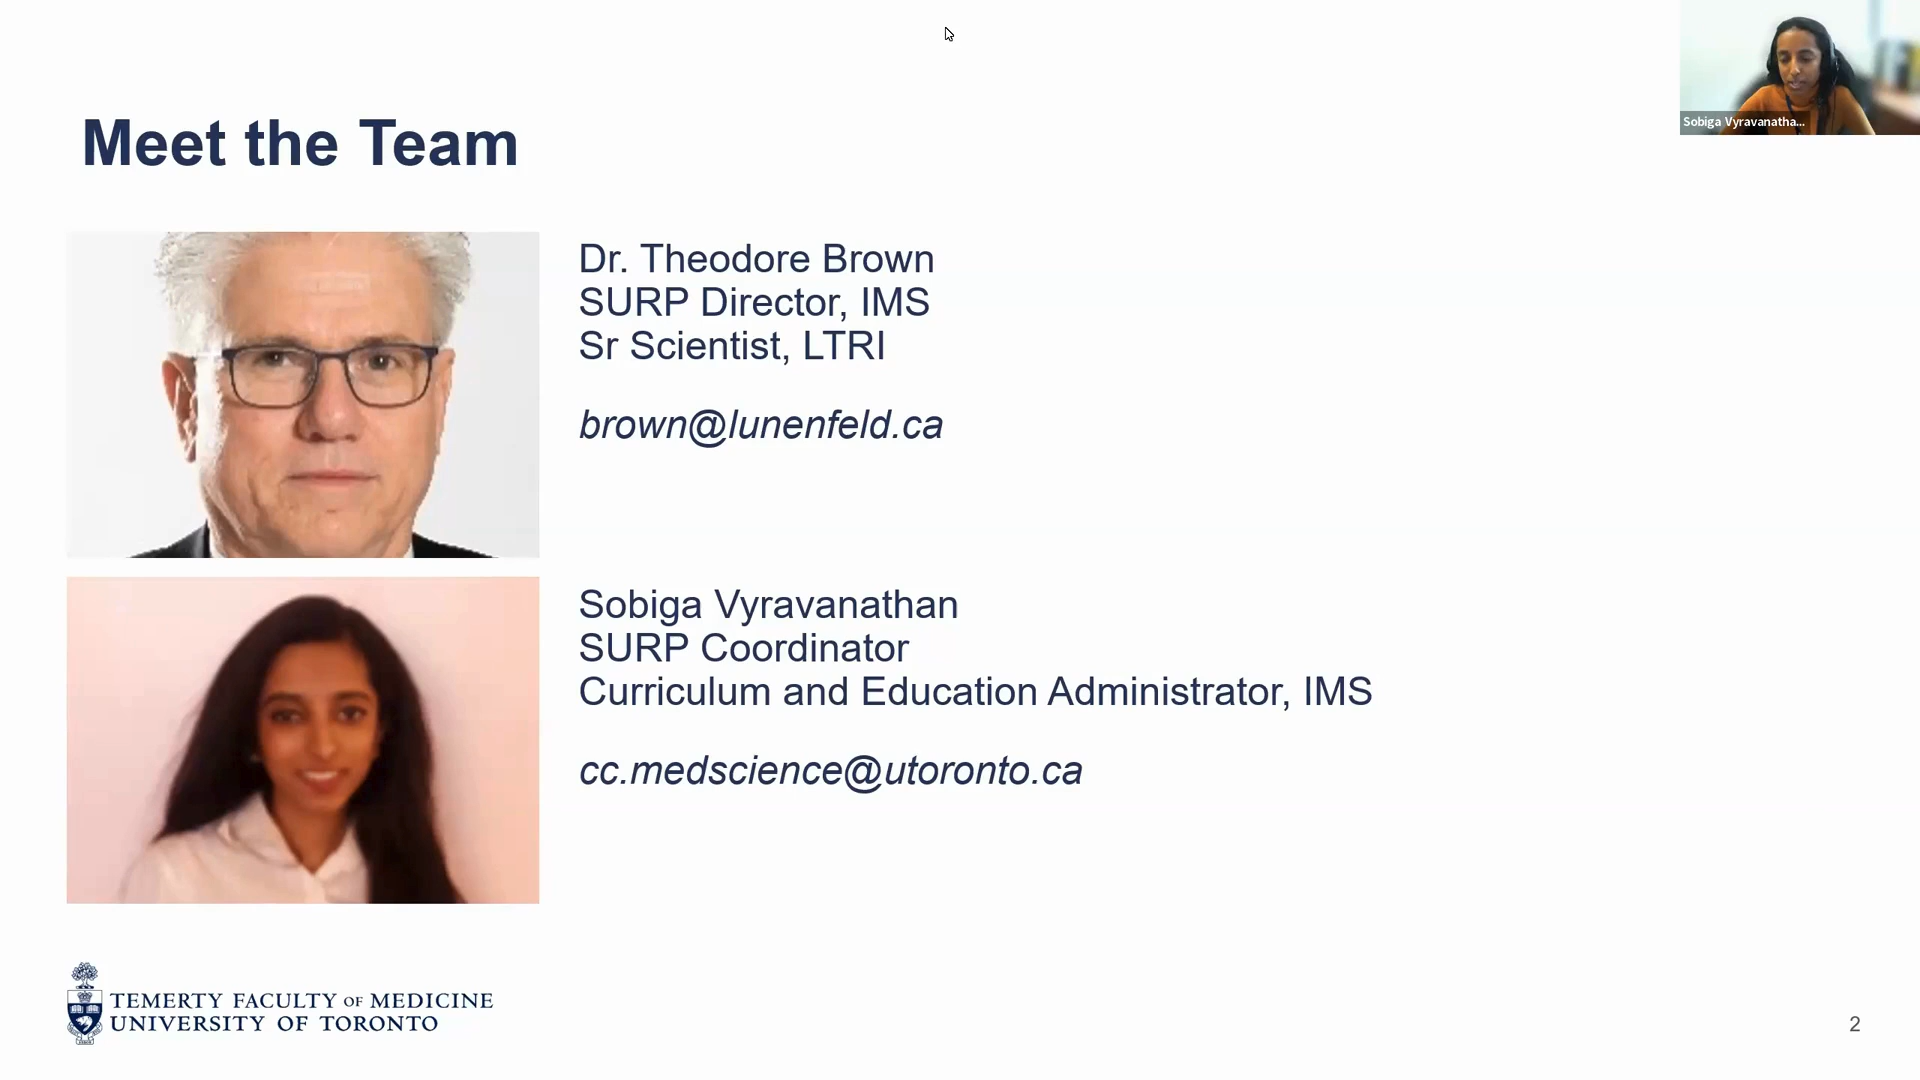 Sobiga Vyravanatha...
Meet the Team
Dr. Theodore Brown
SURP Director, IMS
Sr Scientist, LTRI
brown@lunenfeld.ca
Sobiga Vyravanathan
SURP Coordinator
Curriculum and Education Administrator, IMS
cc.medscience@utoronto.ca
TEMERTY FACULTY OF MEDICINE
UNIVERSITY OF TORONTO
2